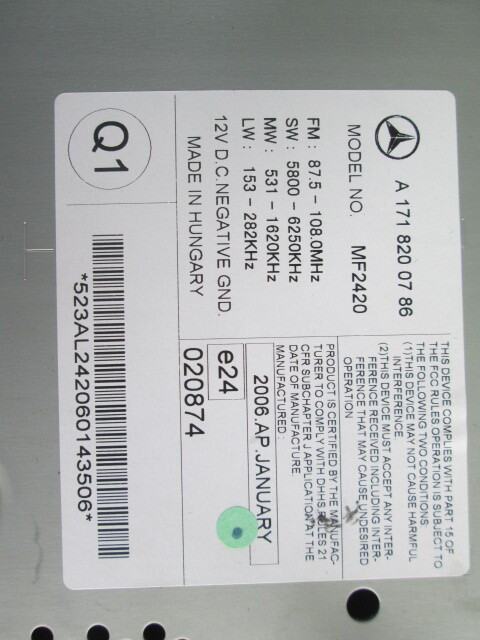 A 171 820 07 86
MODEL NO. MF2420
FM : 87.5 - 108.0MHz
SW : 5800 - 6250KHz
MW : 531 - 1620KHz
LW : 153 - 282KHz
12V D.C.NEGATIVE GND.
MADE IN HUNGARY
THIS DEVICE COMPLIES WITH PART 15 OF
THE FCC RULES OPERATION IS SUBJECT TO
THE FOLLOWING TWO CONDITIONS:
(1)THIS DEVICE MAY NOT CAUSE HARMFUL
INTERFERENCE.
(2)THIS DEVICE MUST ACCEPT ANY INTER-
FERENCE RECEIVED INCLUDING INTER-
FERENCE THAT MAY CAUSE UNDESIRED
OPERATION.
PRODUCT IS CERTIFIED BY THE MANUFAC-
TURER TO COMPLY WITH DHHS RULES 21
CFR SUBCHAPTER J APPLICATION AT THE
DATE OF MANUFACTURE.
MANUFACTURED :
2006.AP.JANUARY
e24
020874
Q1
*523AL242060143506*